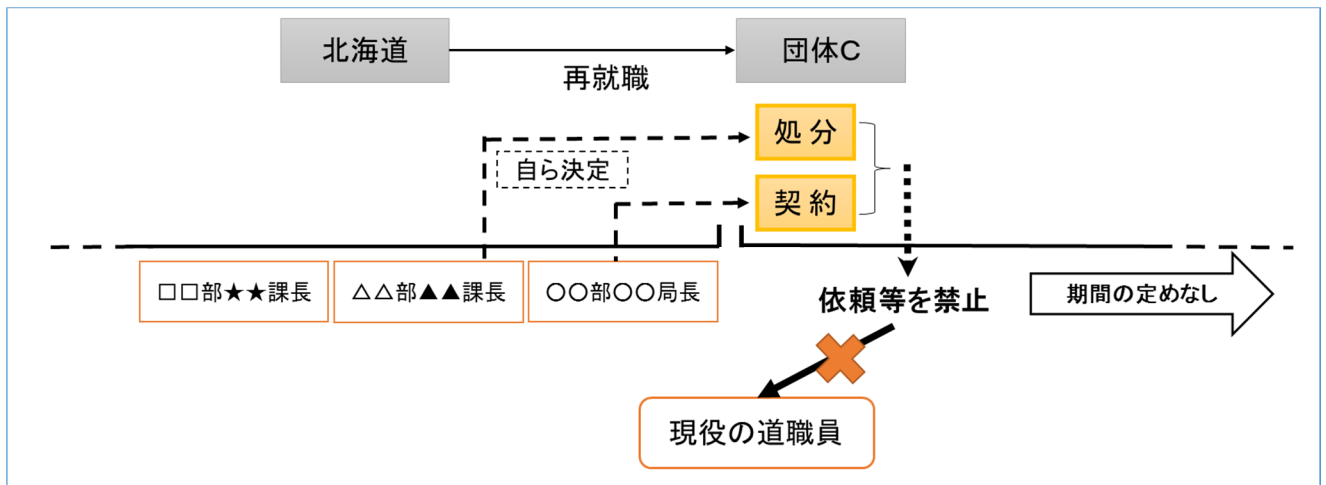 北海道
団体C
再就職
処分
自ら決定
契約
□□部★★課長
△△部▲▲課長
○○部○○局長
依頼等を禁止
期間の定めなし
現役の道職員